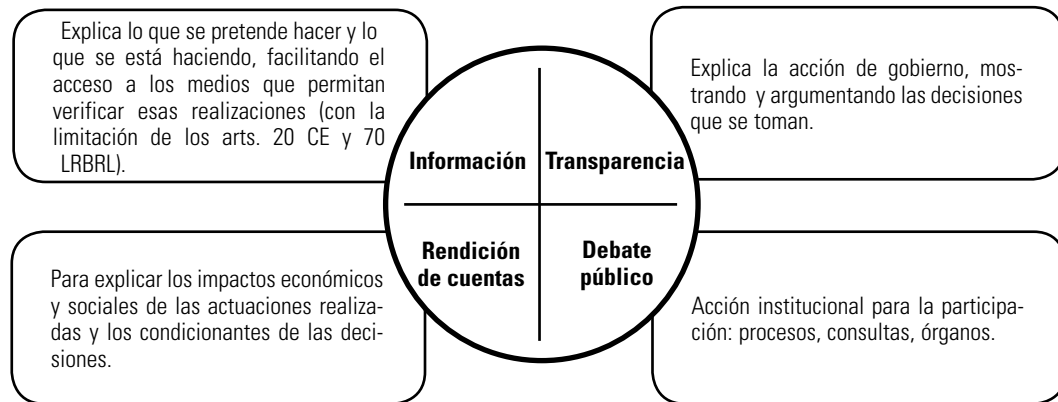 Explica lo que se pretende hacer y lo
que se está haciendo, facilitando el
acceso a los medios que permitan
verificar esas realizaciones (con la
limitación de los arts. 20 CE y 70
LRBRL).
Explica la acción de gobierno, mos-
trando y argumentando las decisiones
que se toman.
Información
Transparencia
Rendición
de cuentas
Debate
público
Para explicar los impactos económicos
y sociales de las actuaciones realiza-
das y los condicionantes de las deci-
siones.
Acción institucional para la participa-
ción: procesos, consultas, órganos.